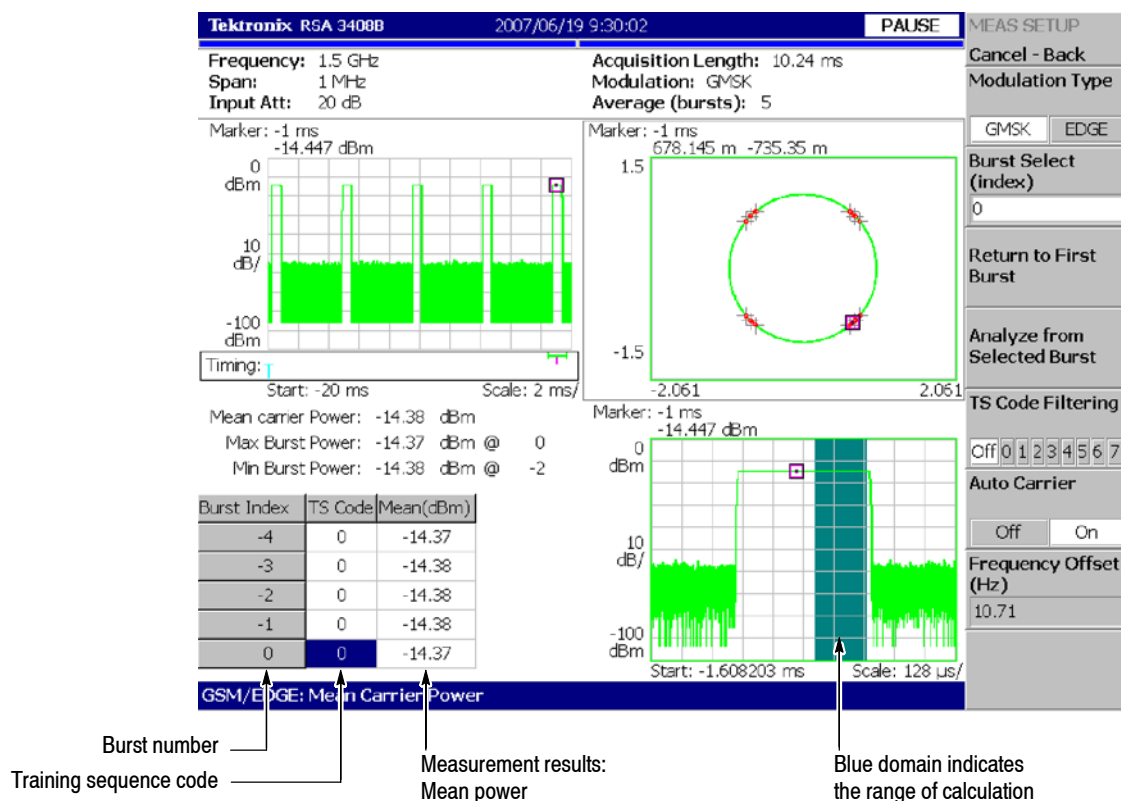 Tektronix RSA 3408B 2007/06/19 9:30:02 PAUSE
Frequency: 1.5 GHz
Span: 1 MHz
Input Att: 20 dB
Acquisition Length: 10.24 ms
Modulation: GMSK
Average (bursts): 5
Marker: -1 ms
-14.447 dBm
0
dBm
10
dB/
-100
dBm
Timing:
Start: -20 ms Scale: 2 ms/
Marker: -1 ms
678.145 m -735.35 m
1.5
-1.5
-2.061 2.061
Mean carrier Power: -14.38 dBm
Max Burst Power: -14.37 dBm @ 0
Min Burst Power: -14.38 dBm @ -2
Burst Index TS Code Mean(dBm)
-4 0 -14.37
-3 0 -14.38
-2 0 -14.38
-1 0 -14.38
0 0 -14.37
Marker: -1 ms
-14.447 dBm
0
dBm
10
dB/
-100
dBm
Start: -1.608203 ms Scale: 128 µs/
GSM/EDGE: Mean Carrier Power
MEAS SETUP
Cancel - Back
Modulation Type
GMSK EDGE
Burst Select
(index)
0
Return to First
Burst
Analyze from
Selected Burst
TS Code Filtering
Off 0 1 2 3 4 5 6 7
Auto Carrier
Off On
Frequency Offset
(Hz)
10.71
Burst number
Training sequence code
Measurement results:
Mean power
Blue domain indicates
the range of calculation